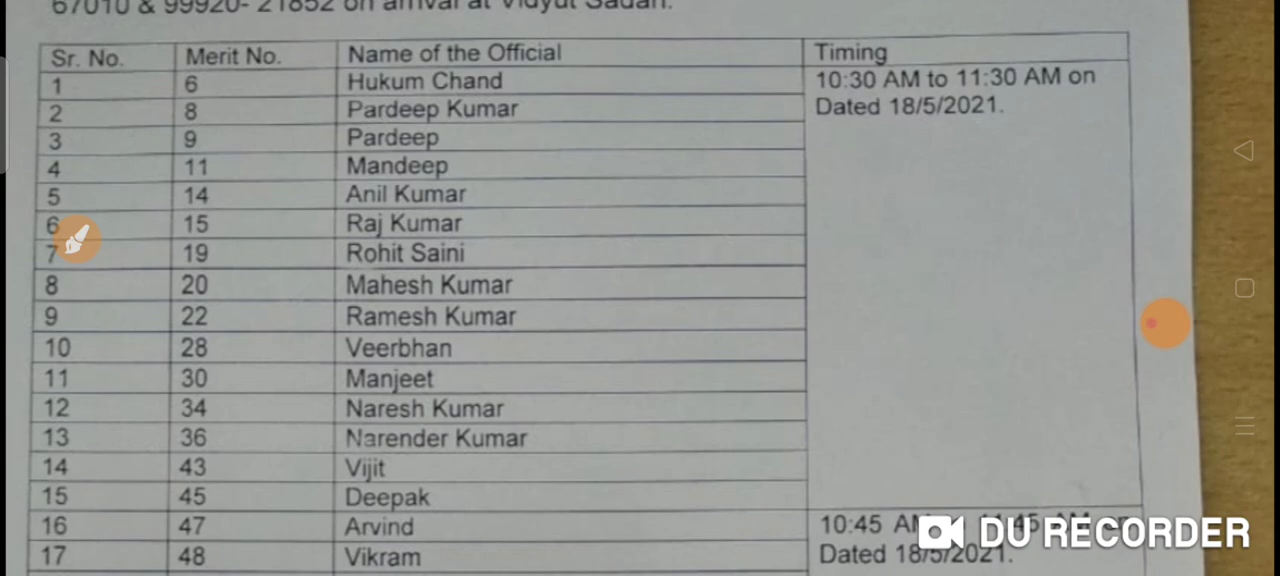 67010 & 99920- 21852 on arrival at Vidyut Sadan.
Sr. No. Merit No. Name of the Official Timing
1 6 Hukum Chand 10:30 AM to 11:30 AM on
2 8 Pardeep Kumar Dated 18/5/2021.
3 9 Pardeep
4 11 Mandeep
5 14 Anil Kumar
6 15 Raj Kumar
7 19 Rohit Saini
8 20 Mahesh Kumar
9 22 Ramesh Kumar
10 28 Veerbhan
11 30 Manjeet
12 34 Naresh Kumar
13 36 Narender Kumar
14 43 Vijit
15 45 Deepak
16 47 Arvind 10:45 AM 11:45 AM on
17 48 Vikram Dated 18/5/2021.
DU RECORDER